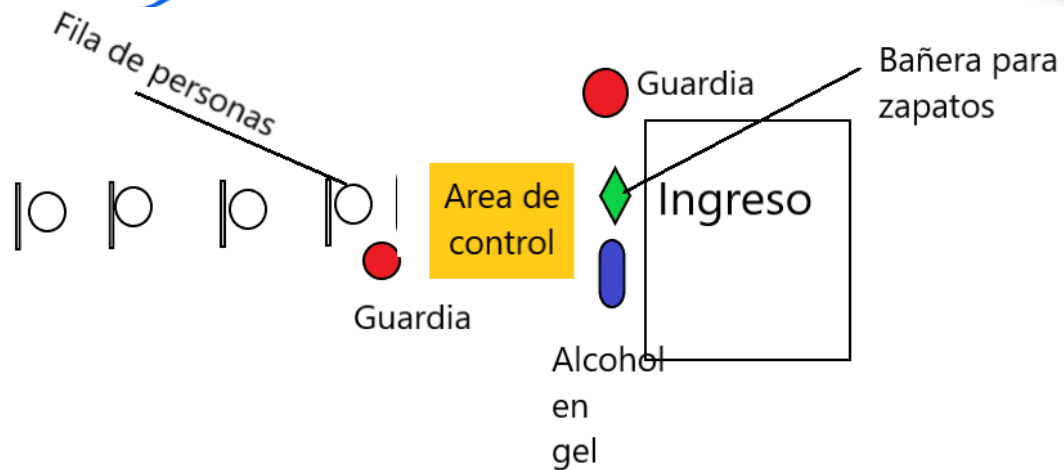 Fila de personas
Guardia
Bañera para
zapatos
Area de
control
Ingreso
Guardia
Alcohol
en
gel